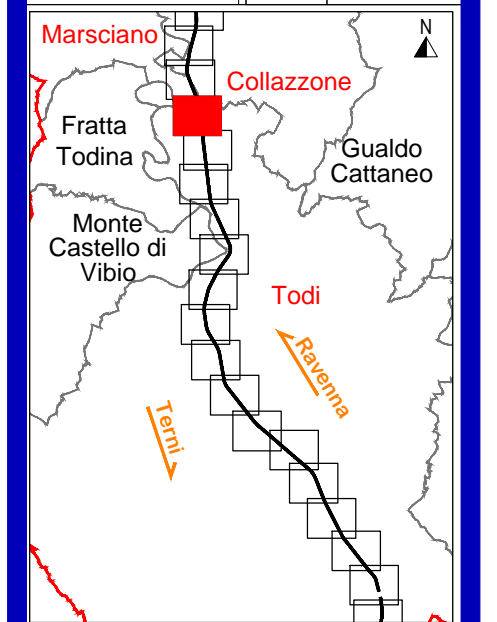 N
Marsciano
Collazzone
Fratta
Todina
Gualdo
Cattaneo
Monte
Castello di
Vibio
Todi
Ravenna
Terni